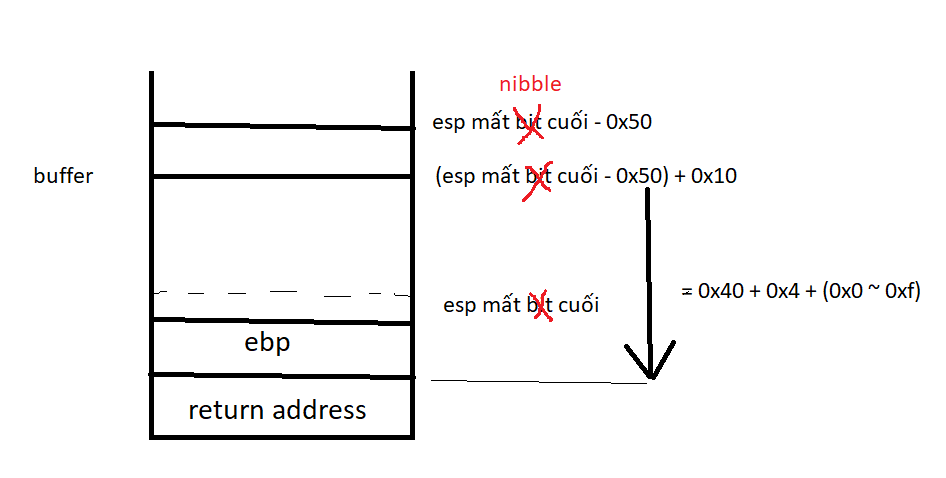 nibble
esp mất bit cuối - 0x50
buffer
(esp mất bit cuối - 0x50) + 0x10
= 0x40 + 0x4 + (0x0 ~ 0xf)
esp mất bit cuối
ebp
return address